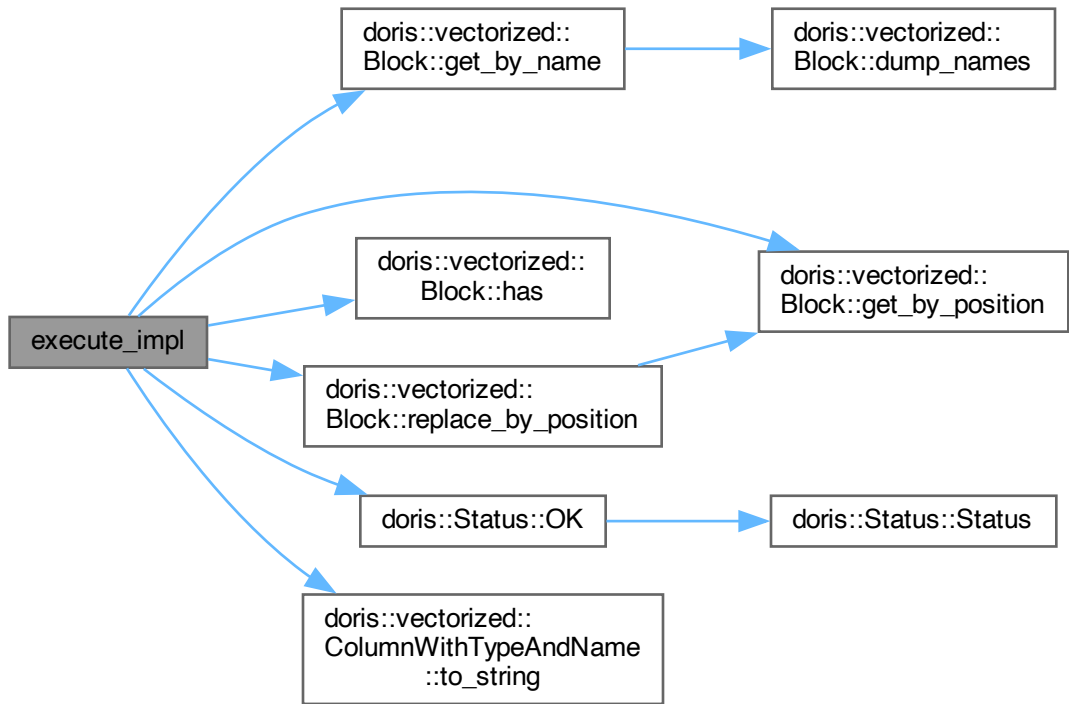 doris::vectorized::
Block::get_by_name
doris::vectorized::
Block::dump_names
doris::vectorized::
Block::has
doris::vectorized::
Block::get_by_position
execute_impl
doris::vectorized::
Block::replace_by_position
doris::Status::OK
doris::Status::Status
doris::vectorized::
ColumnWithTypeAndName
::to_string